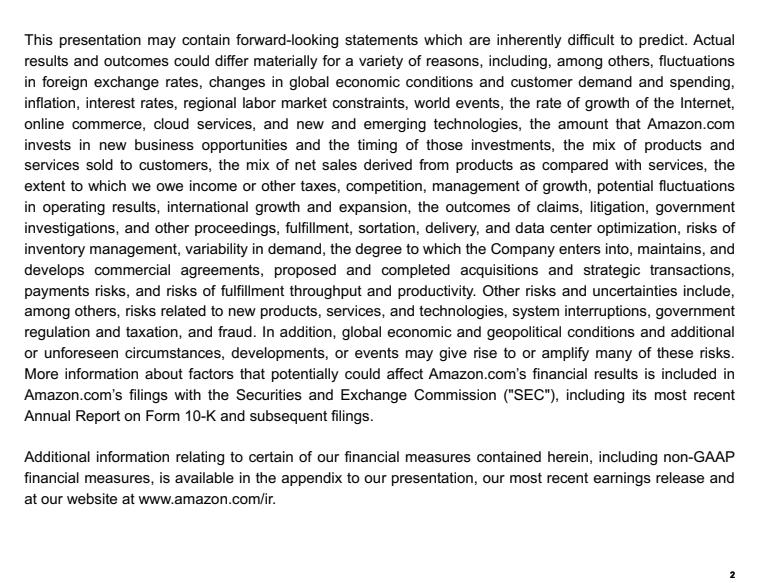 This presentation may contain forward-looking statements which are inherently difficult to predict. Actual
results and outcomes could differ materially for a variety of reasons, including, among others, fluctuations
in foreign exchange rates, changes in global economic conditions and customer demand and spending,
inflation, interest rates, regional labor market constraints, world events, the rate of growth of the Internet,
online commerce, cloud services, and new and emerging technologies, the amount that Amazon.com
invests in new business opportunities and the timing of those investments, the mix of products and
services sold to customers, the mix of net sales derived from products as compared with services, the
extent to which we owe income or other taxes, competition, management of growth, potential fluctuations
in operating results, international growth and expansion, the outcomes of claims, litigation, government
investigations, and other proceedings, fulfillment, sortation, delivery, and data center optimization, risks of
inventory management, variability in demand, the degree to which the Company enters into, maintains, and
develops commercial agreements, proposed and completed acquisitions and strategic transactions,
payments risks, and risks of fulfillment throughput and productivity. Other risks and uncertainties include,
among others, risks related to new products, services, and technologies, system interruptions, government
regulation and taxation, and fraud. In addition, global economic and geopolitical conditions and additional
or unforeseen circumstances, developments, or events may give rise to or amplify many of these risks.
More information about factors that potentially could affect Amazon.com’s financial results is included in
Amazon.com’s filings with the Securities and Exchange Commission ("SEC"), including its most recent
Annual Report on Form 10-K and subsequent filings.
Additional information relating to certain of our financial measures contained herein, including non-GAAP
financial measures, is available in the appendix to our presentation, our most recent earnings release and
at our website at www.amazon.com/ir.
2